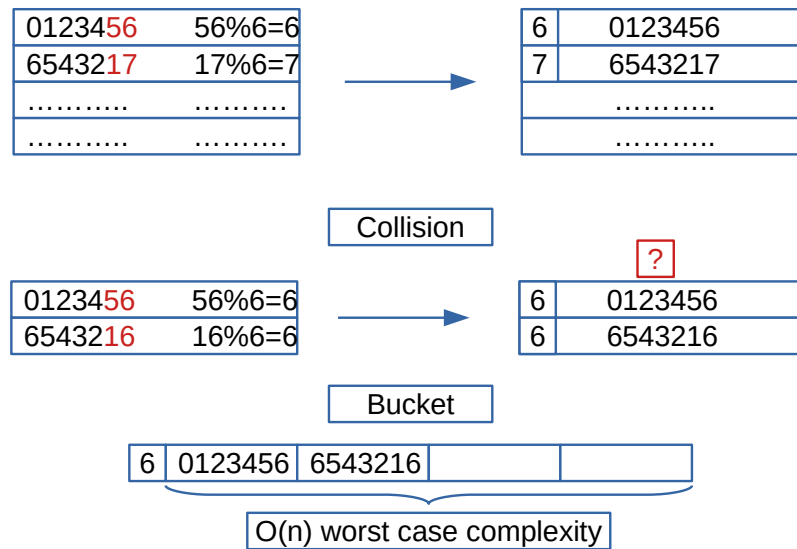 0123456 56%6=6 6 0123456
6543217 17%6=7 7 6543217
……….. ………. ………..
……….. ………. ………..
Collision
?
0123456 56%6=6 6 0123456
6543216 16%6=6 6 6543216
Bucket
6 0123456 6543216
O(n) worst case complexity